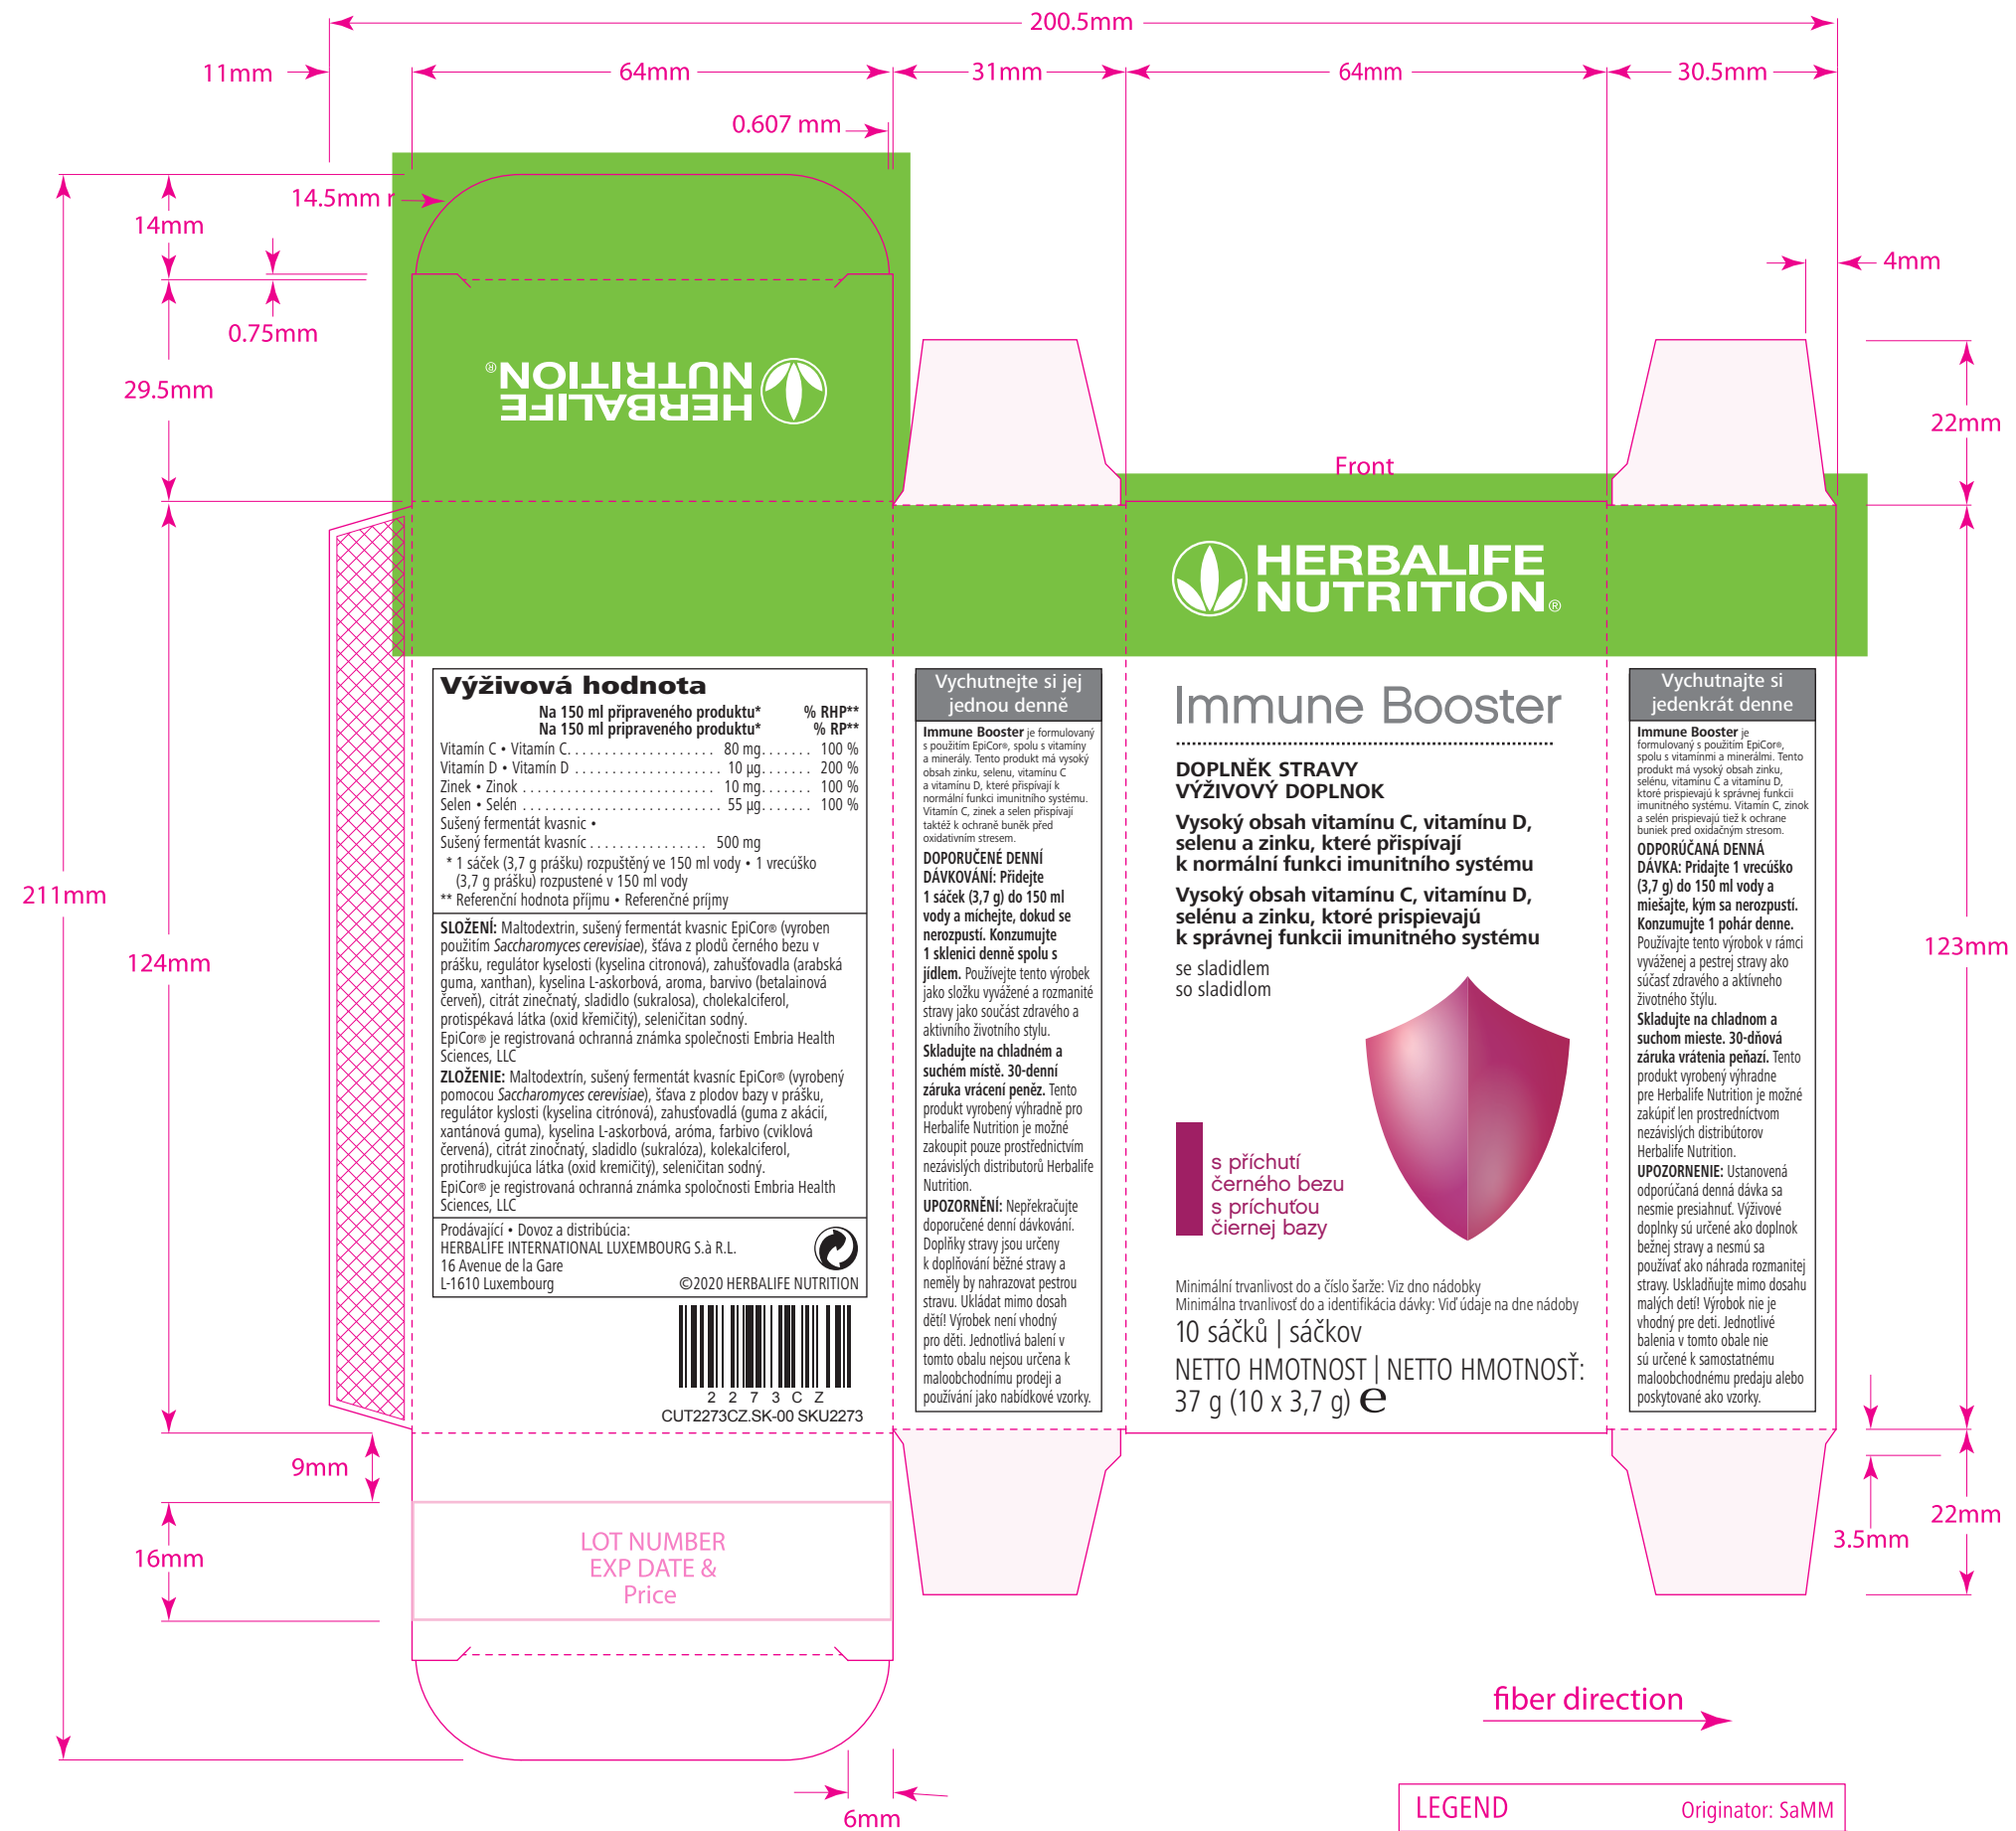 200.5mm
11mm
64mm
31mm
64mm
30.5mm
0.607 mm
14.5mm r
14mm
0.75mm
29.5mm
4mm
22mm
HERBALIFE
NUTRITION®
Front
HERBALIFE
NUTRITION®
211mm
124mm
123mm
Výživová hodnota
Na 150 ml připraveného produktu* % RHP**
Na 150 ml pripraveného produktu* % RP**
Vitamín C • Vitamín C. . . . . . . . . . . . . . . . . . . . 80 mg. . . . . . . 100 %
Vitamín D • Vitamín D . . . . . . . . . . . . . . . . . . . . 10 µg. . . . . . . 200 %
Zinek • Zinok . . . . . . . . . . . . . . . . . . . . . . . . . . 10 mg. . . . . . . 100 %
Selen • Selén . . . . . . . . . . . . . . . . . . . . . . . . . . . 55 µg. . . . . . . 100 %
Sušený fermentát kvasnic •
Sušený fermentát kvasníc . . . . . . . . . . . . . . . . 500 mg
* 1 sáček (3,7 g prášku) rozpuštěný ve 150 ml vody • 1 vrecúško
(3,7 g prášku) rozpustené v 150 ml vody
** Referenční hodnota příjmu • Referenčné príjmy
SLOŽENÍ: Maltodextrin, sušený fermentát kvasnic EpiCor® (vyroben
použitím Saccharomyces cerevisiae), šťáva z plodů černého bezu v
prášku, regulátor kyselosti (kyselina citronová), zahušťovadla (arabská
guma, xanthan), kyselina L-askorbová, aroma, barvivo (betalainová
červeň), citrát zinečnatý, sladidlo (sukralosa), cholekalciferol,
protispékavá látka (oxid křemičitý), seleničitan sodný.
EpiCor® je registrovaná ochranná známka společnosti Embria Health
Sciences, LLC
ZLOŽENIE: Maltodextrín, sušený fermentát kvasníc EpiCor® (vyrobený
pomocou Saccharomyces cerevisiae), šťáva z plodov bazy v prášku,
regulátor kyslosti (kyselina citrónová), zahusťovadlá (guma z akácií,
xantánová guma), kyselina L-askorbová, aróma, farbivo (cviklová
červená), citrát zinočnatý, sladidlo (sukralóza), kolekalciferol,
protihrudkujúca látka (oxid kremičitý), seleničitan sodný.
EpiCor® je registrovaná ochranná známka spoločnosti Embria Health
Sciences, LLC
Prodávající • Dovoz a distribúcia:
HERBALIFE INTERNATIONAL LUXEMBOURG S.à R.L.
16 Avenue de la Gare
L-1610 Luxembourg ©2020 HERBALIFE NUTRITION
2 2 7 3 C Z
CUT2273CZ.SK-00 SKU2273
Vychutnejte si jej
jednou denně
Immune Booster je formulovaný
s použitím EpiCor®, spolu s vitamíny
a minerály. Tento produkt má vysoký
obsah zinku, selenu, vitamínu C
a vitamínu D, které přispívají k
normální funkci imunitního systému.
Vitamín C, zinek a selen přispívají
taktéž k ochraně buněk před
oxidativním stresem.
DOPORUČENÉ DENNÍ
DÁVKOVÁNÍ: Přidejte
1 sáček (3,7 g) do 150 ml
vody a míchejte, dokud se
nerozpustí. Konzumujte
1 sklenici denně spolu s
jídlem. Používejte tento výrobek
jako složku vyvážené a rozmanité
stravy jako součást zdravého a
aktivního životního stylu.
Skladujte na chladném a
suchém místě. 30-denní
záruka vrácení peněz. Tento
produkt vyrobený výhradně pro
Herbalife Nutrition je možné
zakoupit pouze prostřednictvím
nezávislých distributorů Herbalife
Nutrition.
UPOZORNĚNÍ: Nepřekračujte
doporučené denní dávkování.
Doplňky stravy jsou určeny
k doplňování běžné stravy a
neměly by nahrazovat pestrou
stravu. Ukládat mimo dosah
dětí! Výrobek není vhodný
pro děti. Jednotlivá balení v
tomto obalu nejsou určena k
maloobchodnímu prodeji a
používání jako nabídkové vzorky.
Immune Booster
DOPLNĚK STRAVY
VÝŽIVOVÝ DOPLNOK
Vysoký obsah vitamínu C, vitamínu D,
selenu a zinku, které přispívají
k normální funkci imunitního systému
Vysoký obsah vitamínu C, vitamínu D,
selénu a zinku, ktoré prispievajú
k správnej funkcii imunitného systému
se sladidlem
so sladidlom
s příchutí
černého bezu
s príchuťou
čiernej bazy
Minimální trvanlivost do a číslo šarže: Viz dno nádobky
Minimálna trvanlivosť do a identifikácia dávky: Viď údaje na dne nádoby
10 sáčků | sáčkov
NETTO HMOTNOST | NETTO HMOTNOSŤ:
37 g (10 x 3,7 g) ℮
Vychutnajte si
jedenkrát denne
Immune Booster je
formulovaný s použitím EpiCor®,
spolu s vitamínmi a minerálmi. Tento
produkt má vysoký obsah zinku,
selénu, vitamínu C a vitamínu D,
ktoré prispievajú k správnej funkcii
imunitného systému. Vitamín C, zinok
a selén prispievajú tiež k ochrane
buniek pred oxidačným stresom.
ODPORÚČANÁ DENNÁ
DÁVKA: Pridajte 1 vrecúško
(3,7 g) do 150 ml vody a
miešajte, kým sa nerozpustí.
Konzumujte 1 pohár denne.
Používajte tento výrobok v rámci
vyváženej a pestrej stravy ako
súčasť zdravého a aktívneho
životného štýlu.
Skladujte na chladnom a
suchom mieste. 30-dňová
záruka vrátenia peňazí. Tento
produkt vyrobený výhradne
pre Herbalife Nutrition je možné
zakúpiť len prostredníctvom
nezávislých distribútorov
Herbalife Nutrition.
UPOZORNENIE: Ustanovená
odporúčaná denná dávka sa
nesmie presiahnuť. Výživové
doplnky sú určené ako doplnok
bežnej stravy a nesmú sa
používať ako náhrada rozmanitej
stravy. Uskladňujte mimo dosahu
malých detí! Výrobok nie je
vhodný pre deti. Jednotlivé
balenia v tomto obale nie
sú určené k samostatnému
maloobchodnému predaju alebo
poskytované ako vzorky.
9mm
16mm
LOT NUMBER
EXP DATE &
Price
3.5mm
22mm
6mm
fiber direction
LEGEND Originator: SaMM